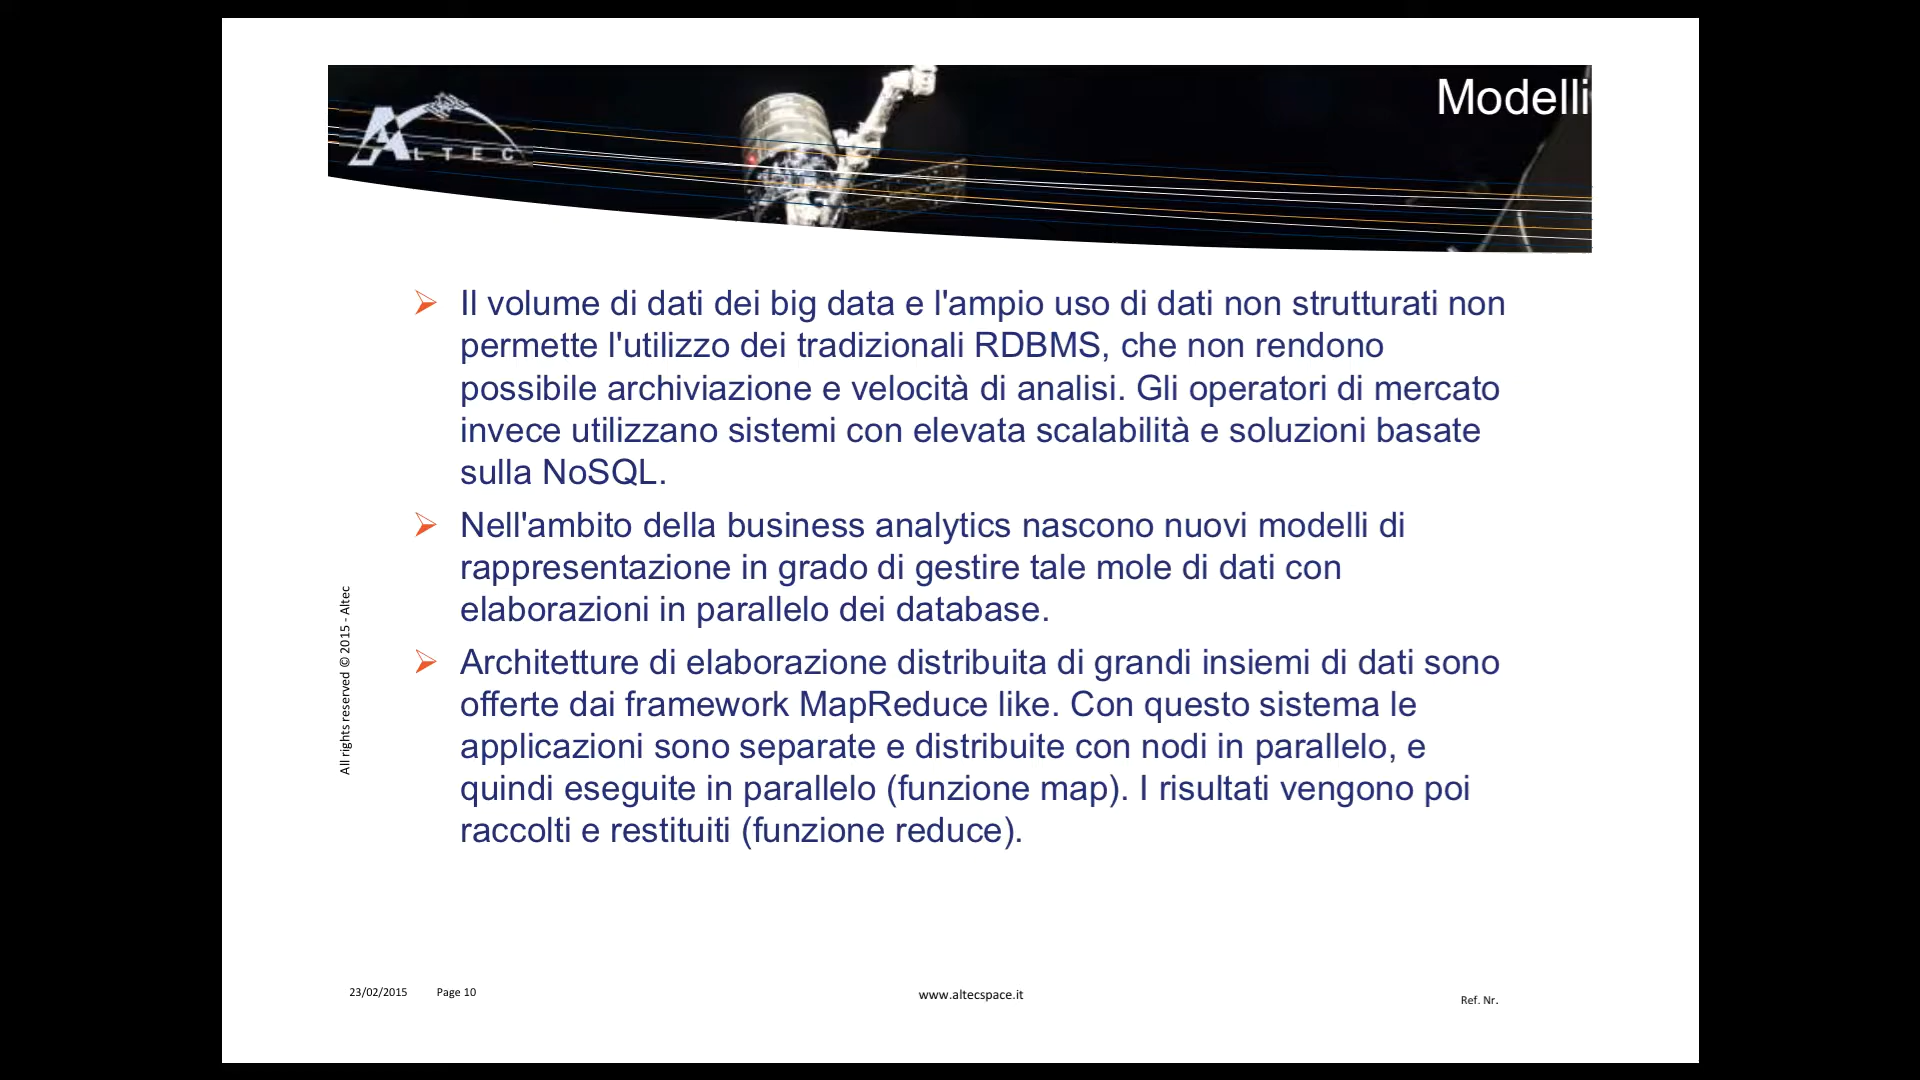 Modelli
ALTEC
Il volume di dati dei big data e l'ampio uso di dati non strutturati non
permette l'utilizzo dei tradizionali RDBMS, che non rendono
possibile archiviazione e velocità di analisi. Gli operatori di mercato
invece utilizzano sistemi con elevata scalabilità e soluzioni basate
sulla NoSQL.
Nell'ambito della business analytics nascono nuovi modelli di
rappresentazione in grado di gestire tale mole di dati con
elaborazioni in parallelo dei database.
Architetture di elaborazione distribuita di grandi insiemi di dati sono
offerte dai framework MapReduce like. Con questo sistema le
applicazioni sono separate e distribuite con nodi in parallelo, e
quindi eseguite in parallelo (funzione map). I risultati vengono poi
raccolti e restituiti (funzione reduce).
All rights reserved © 2015 - Altec
23/02/2015 Page 10
www.altecspace.it
Ref. Nr.